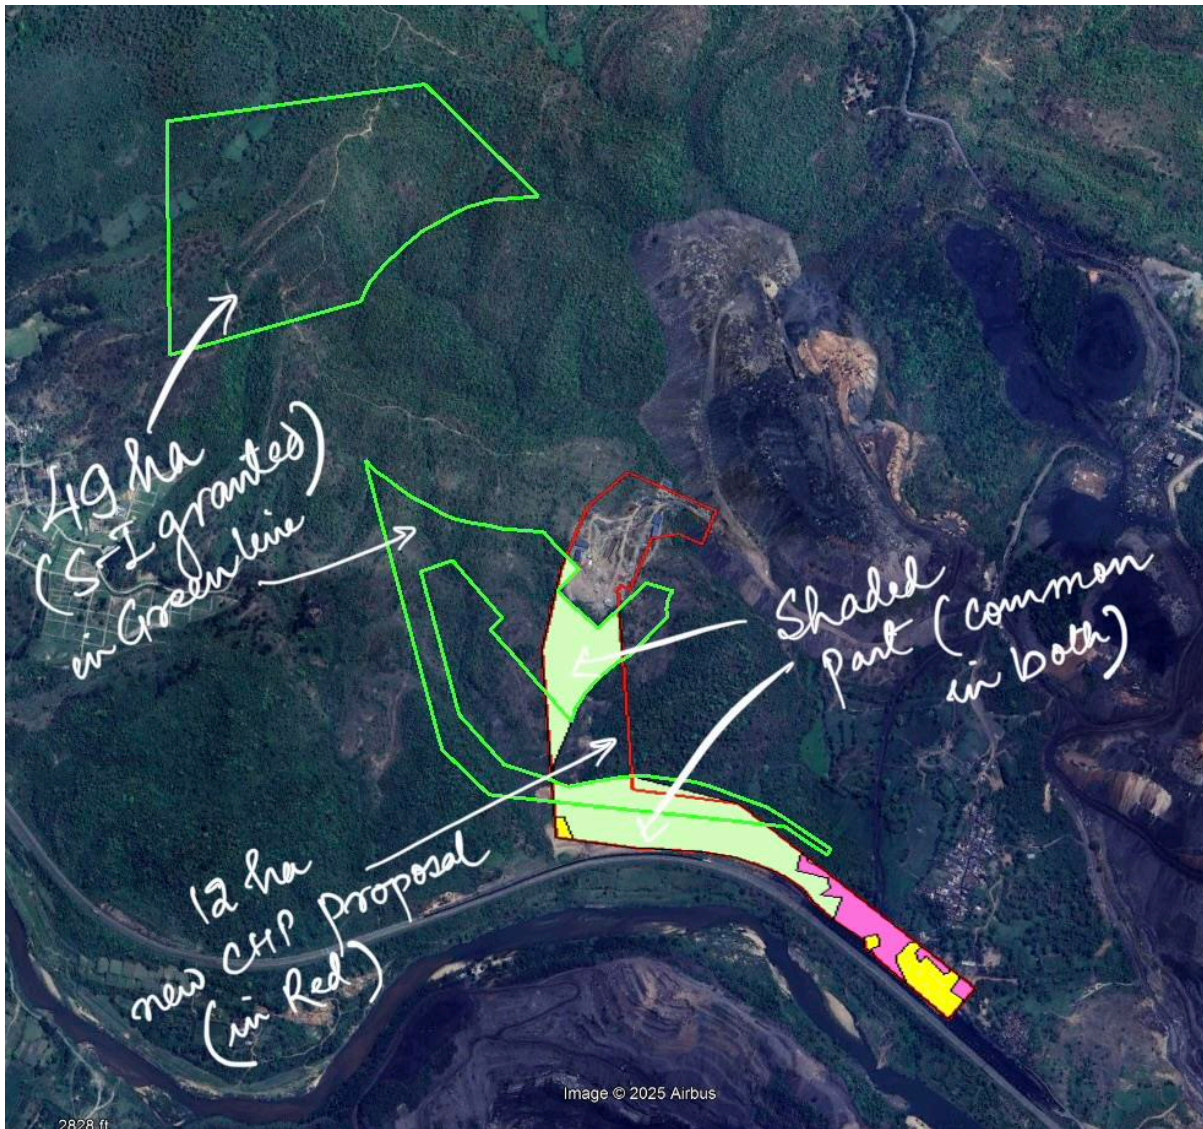 49 ha
(S-I granted)
in Green line
Shaded
part (common
in both)
12 ha
new CHP proposal
(in Red)
Image © 2025 Airbus
2828 ft